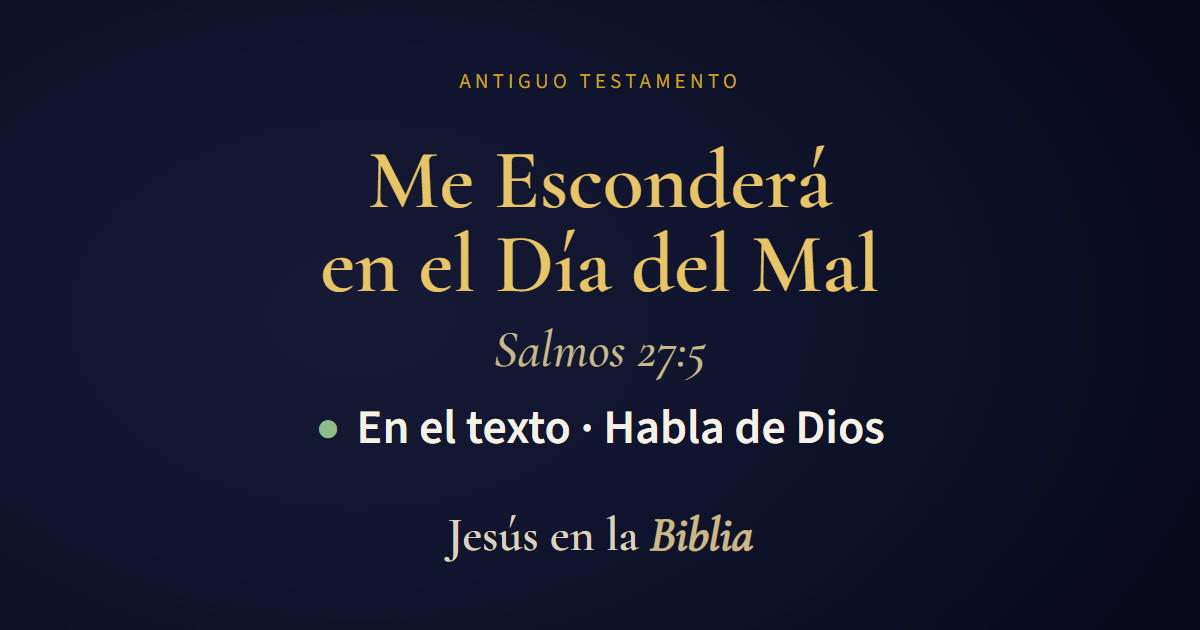 ANTIGUO TESTAMENTO
Me Esconderá
en el Día del Mal
Salmos 27:5
En el texto · Habla de Dios
Jesús en la Biblia